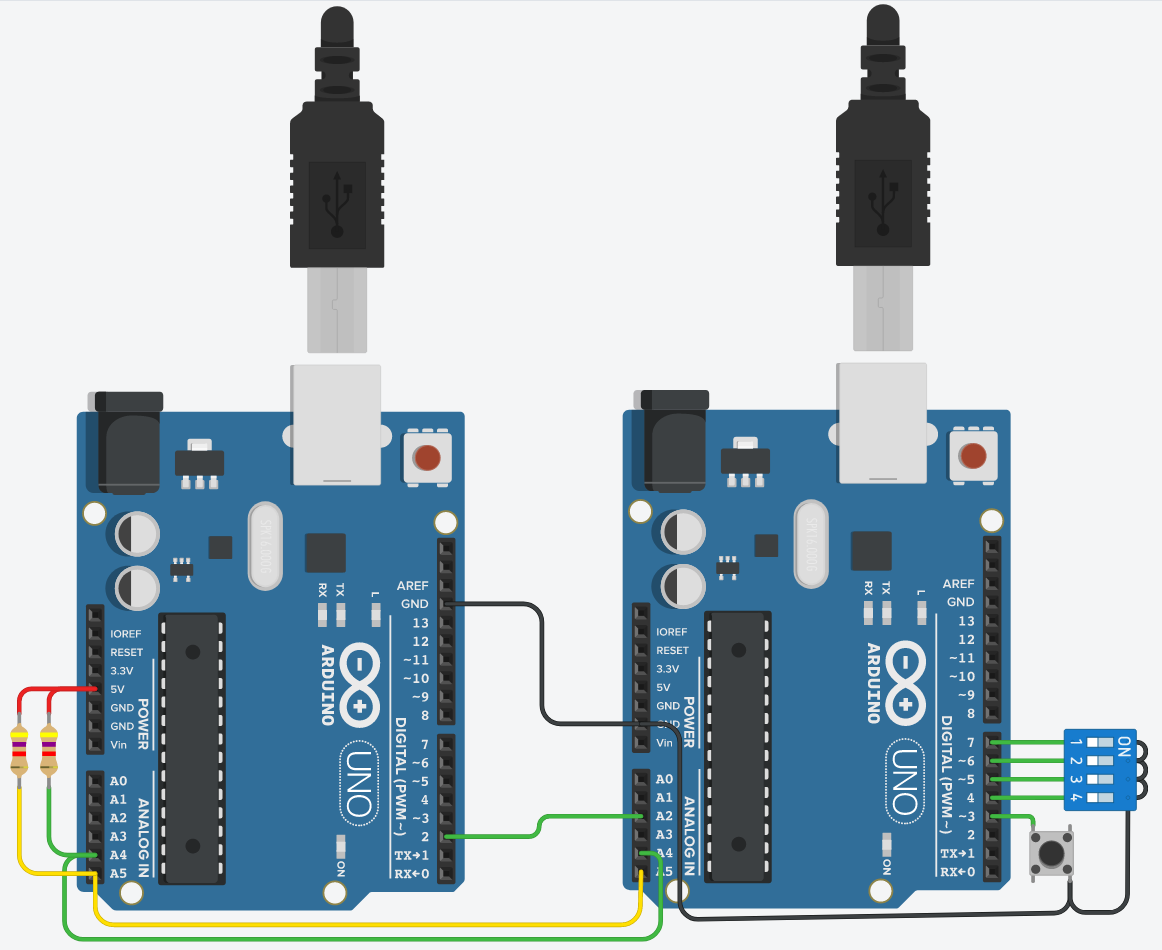 SPK16.000G
RX
TX
L
AREF
GND
13
12
~11
~10
~9
8
7
~6
~5
4
~3
2
TX→1
RX←0
DIGITAL (PWM~)
ARDUINO
UNO
ON
IOREF
RESET
3.3V
5V
GND
GND
Vin
POWER
A0
A1
A2
A3
A4
A5
ANALOG IN
SPK16.000G
RX
TX
L
AREF
GND
13
12
~11
~10
~9
8
7
~6
~5
4
~3
2
TX→1
RX←0
DIGITAL (PWM~)
ARDUINO
UNO
ON
IOREF
RESET
3.3V
5V
GND
GND
Vin
POWER
A0
A1
A2
A3
A4
A5
ANALOG IN
ON
1
2
3
4